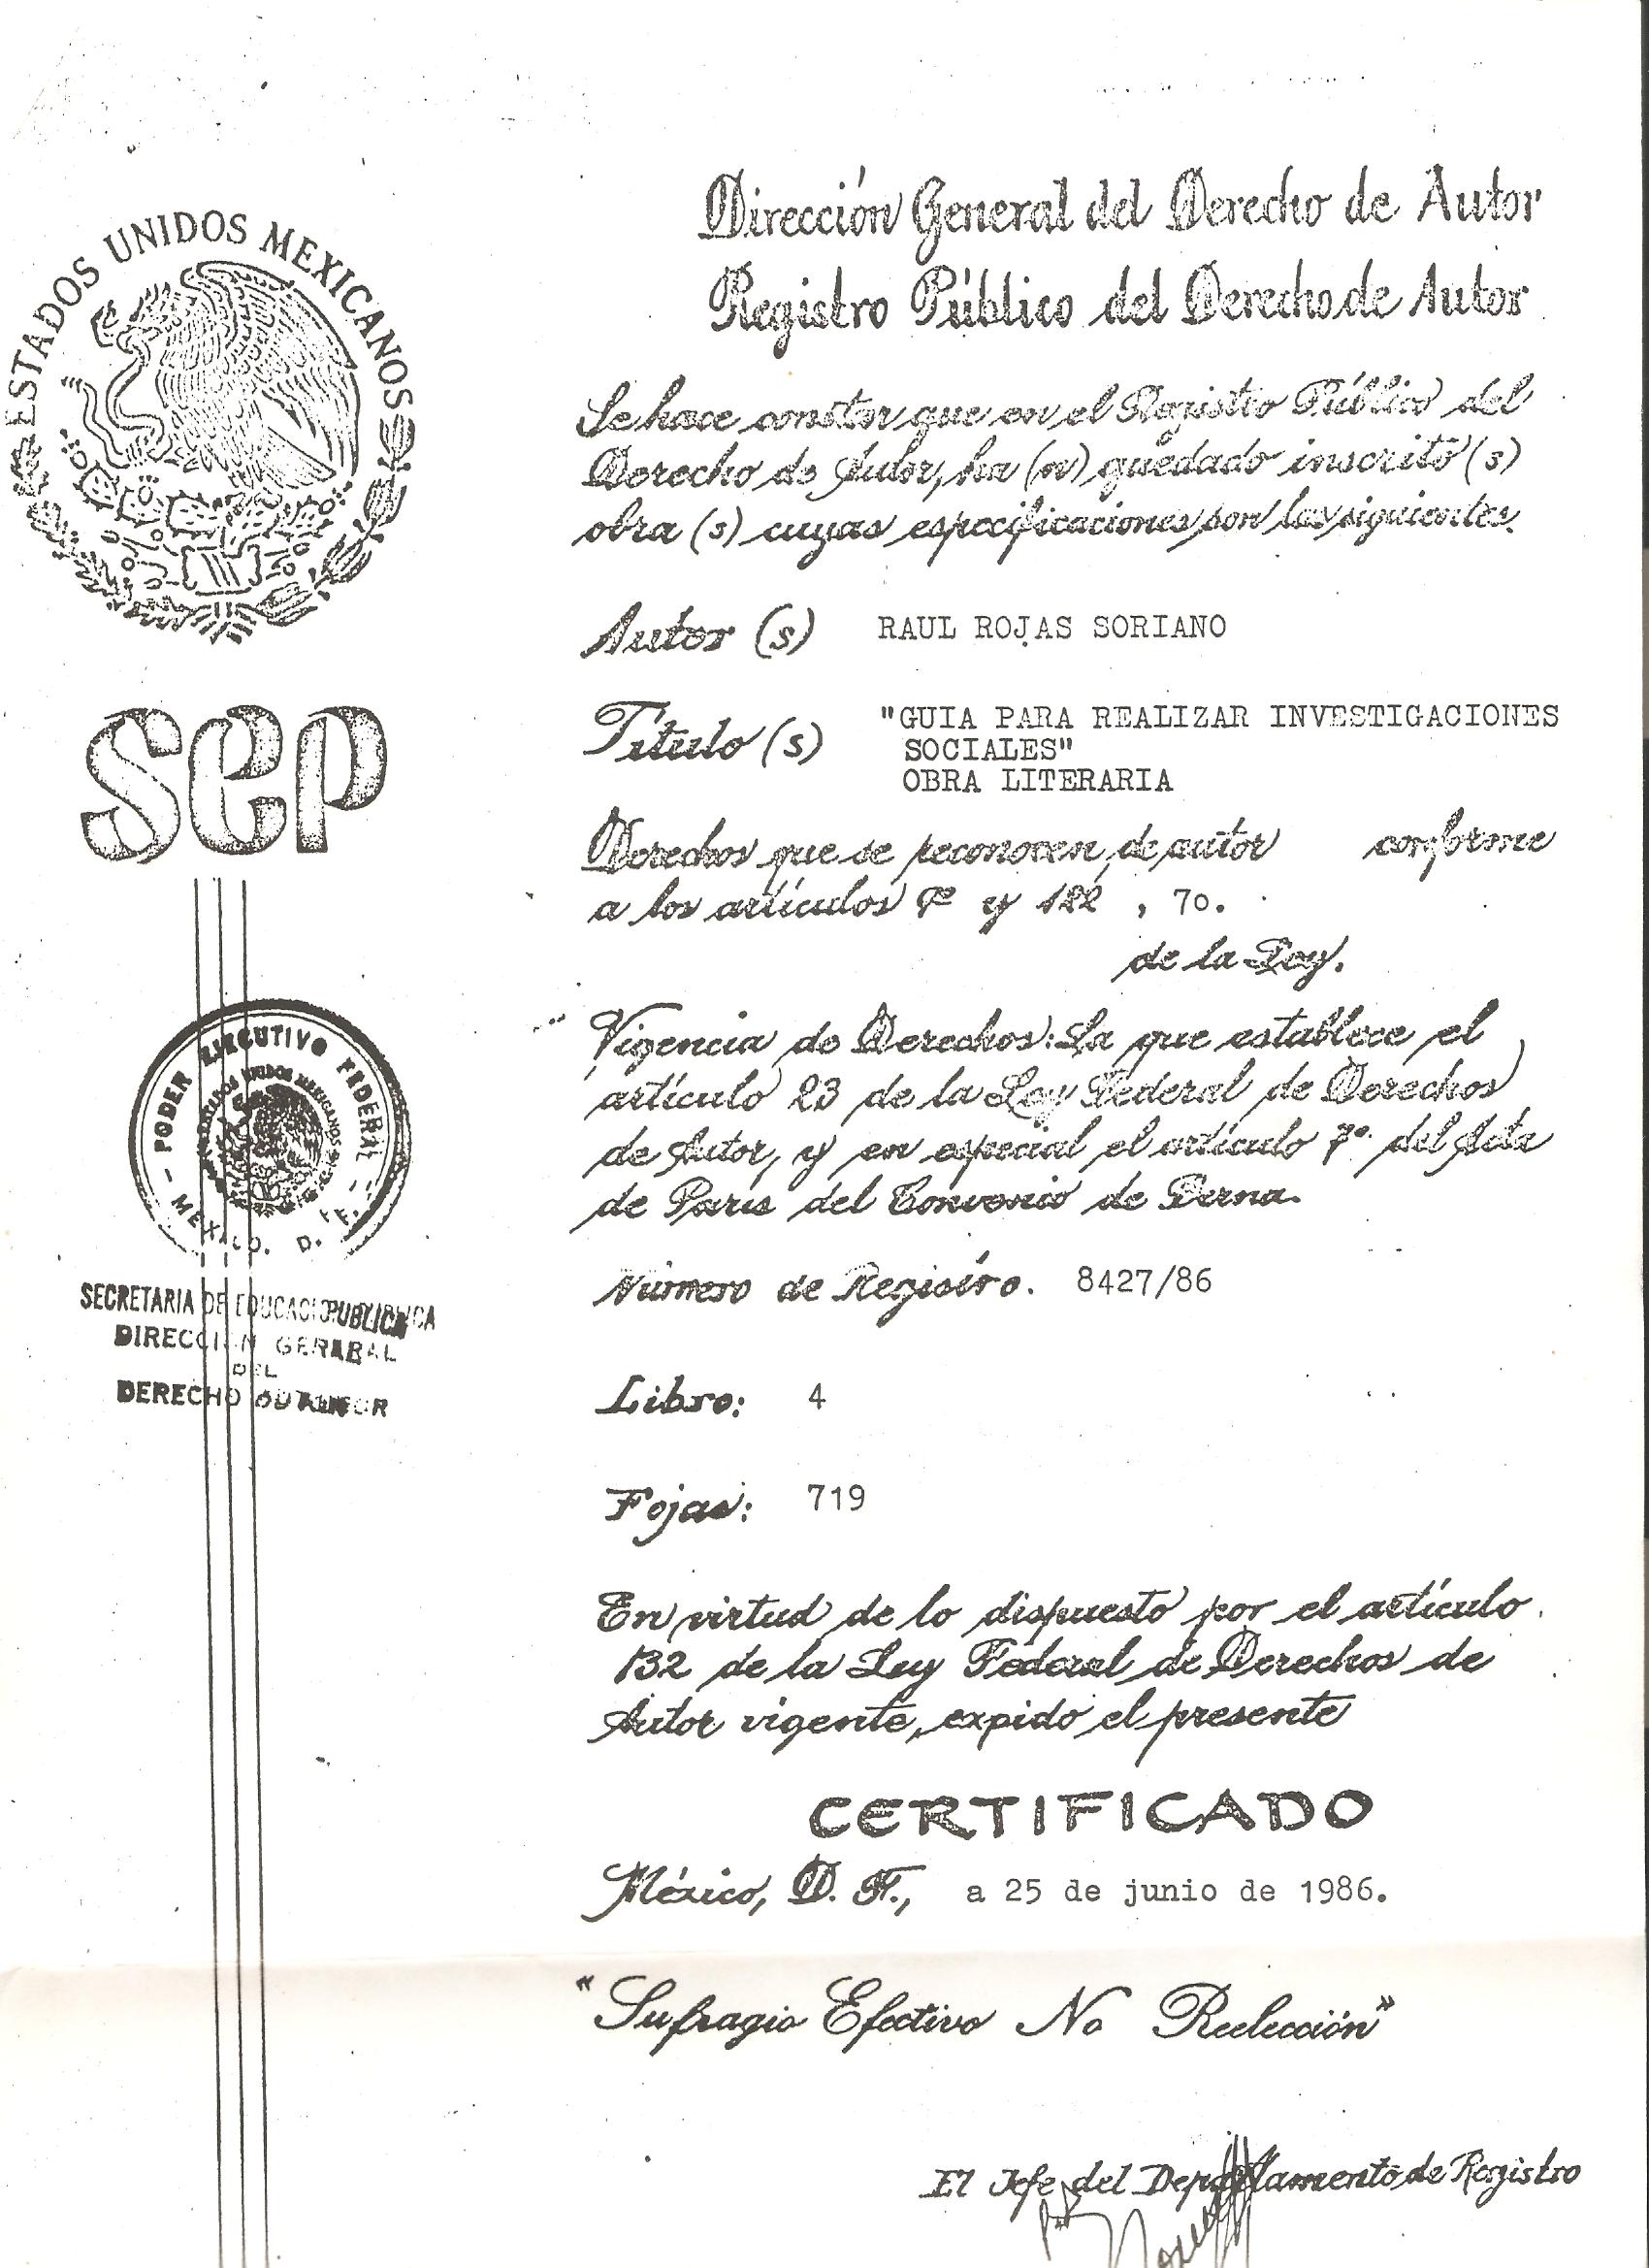 ESTADOS UNIDOS MEXICANOS
SEP
PODER EJECUTIVO FEDERAL
ESTADOS UNIDOS MEXICANOS
MEXICO, D. F.
SECRETARIA DE EDUCACIO PUBLICA
DIRECCION GERABAL
DEL
DERECHO
Dirección General del Derecho de Autor
Registro Público del Derecho de Autor
Se hace constar que en el Registro Público del
Derecho de Autor, ha (n) quedado inscrito (s)
obra (s) cuyas especificaciones son las siguientes.
Autor (s) RAUL ROJAS SORIANO
Título (s) "GUIA PARA REALIZAR INVESTIGACIONES
SOCIALES"
OBRA LITERARIA
Derechos que se reconocen, de autor conforme
a los artículos y 122 , 7o.
de la Ley.
Vigencia de Derechos: La que establece el
artículo 23 de la Ley Federal de Derechos
de Autor, y en especial el artículo 7º. del Acta
de París del Convenio de Berna.
Número de Registro. 8427/86
Libro: 4
Fojas: 719
En virtud de lo dispuesto por el artículo
132 de la Ley Federal de Derechos de
Autor vigente, expido el presente
CERTIFICADO
México, D. F., a 25 de junio de 1986.
"Sufragio Efectivo No Reelección"
El Jefe del Departamento de Registro